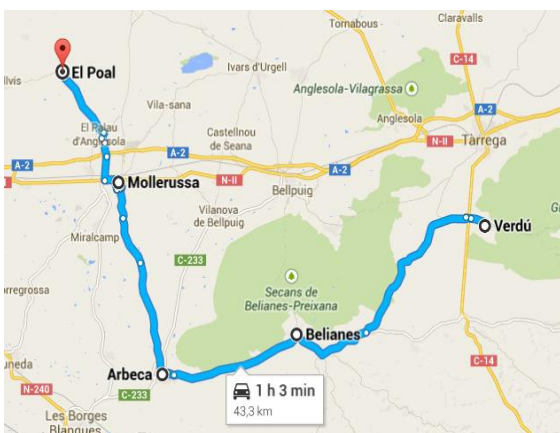 Tornabous
Claravalls
C-14
El Poal
Ivars d'Urgell
Anglesola-Vilagrassa
Vila-sana
A-2
El Palau
d'Anglesola
Castellnou
de Seana
Anglesola
A-2
N-II
Tàrrega
A-2
A-2
N-II
Mollerussa
Bellpuig
Vilanova
de Bellpuig
Verdú
Miralcamp
C-233
Secans de
Belianes-Preixana
Belianes
Arbeca
C-14
1 h 3 min
43,3 km
N-240
C-233
Les Borges
Blanques